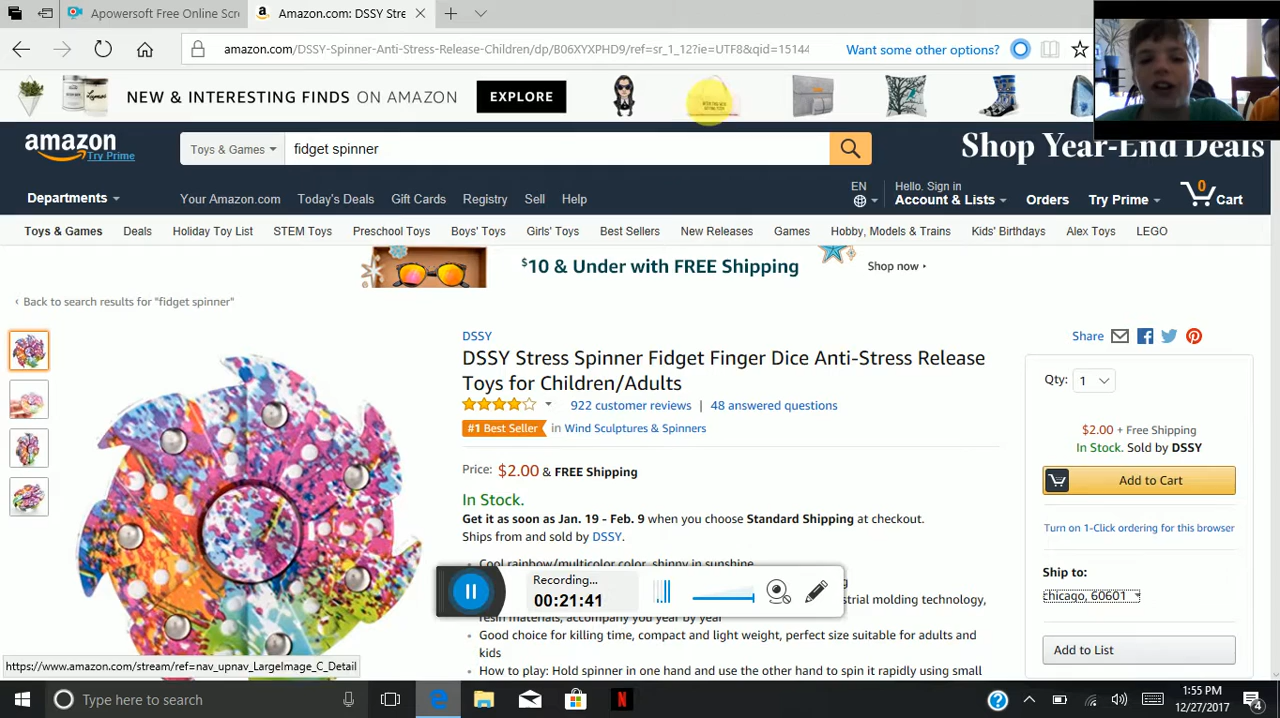 Apowersoft Free Online Scr
Amazon.com: DSSY Stre
amazon.com/DSSY-Spinner-Anti-Stress-Release-Children/dp/B06XYXPHD9/ref=sr_1_12?ie=UTF8&qid=15144
Want some other options?
NEW & INTERESTING FINDS ON AMAZON
EXPLORE
amazon
Try Prime
Toys & Games
fidget spinner
Shop Year-End Deals
Departments
Your Amazon.com
Today's Deals
Gift Cards
Registry
Sell
Help
EN
Hello. Sign in
Account & Lists
Orders
Try Prime
0
Cart
Toys & Games
Deals
Holiday Toy List
STEM Toys
Preschool Toys
Boys' Toys
Girls' Toys
Best Sellers
New Releases
Games
Hobby, Models & Trains
Kids' Birthdays
Alex Toys
LEGO
$10 & Under with FREE Shipping
Shop now
‹ Back to search results for "fidget spinner"
DSSY
DSSY Stress Spinner Fidget Finger Dice Anti-Stress Release
Toys for Children/Adults
922 customer reviews | 48 answered questions
#1 Best Seller in Wind Sculptures & Spinners
Price: $2.00 & FREE Shipping
In Stock.
Get it as soon as Jan. 19 - Feb. 9 when you choose Standard Shipping at checkout.
Ships from and sold by DSSY.
Cool rainbow/multicolor color, shinny in sunshine
strial molding technology,
resin materials, accompany you year by year
Good choice for killing time, compact and light weight, perfect size suitable for adults and
kids
How to play: Hold spinner in one hand and use the other hand to spin it rapidly using small
Share
Qty: 1
$2.00 + Free Shipping
In Stock. Sold by DSSY
Add to Cart
Turn on 1-Click ordering for this browser
Ship to:
chicago, 60601
Add to List
Recording...
00:21:41
https://www.amazon.com/stream/ref=nav_upnav_LargeImage_C_Detail
Type here to search
N
1:55 PM
12/27/2017
4